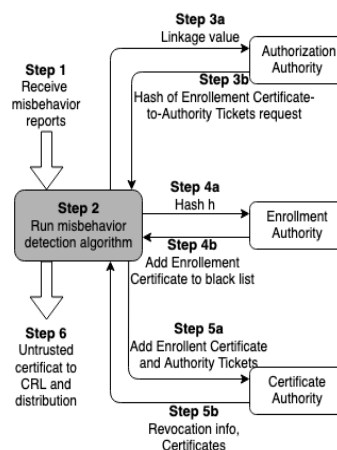 Step 3a
Linkage value
Authorization
Authority
Step 1
Receive
misbehavior
reports
Step 3b
Hash of Enrollement Certificate-
to-Authority Tickets request
Step 2
Run misbehavior
detection algorithm
Step 4a
Hash h
Enrollment
Authority
Step 4b
Add Enrollement
Certificate to black list
Step 6
Untrusted
certificat to
CRL and
distribution
Step 5a
Add Enrollent Certificate
and Authority Tickets
Certificate
Authority
Step 5b
Revocation info,
Certificates